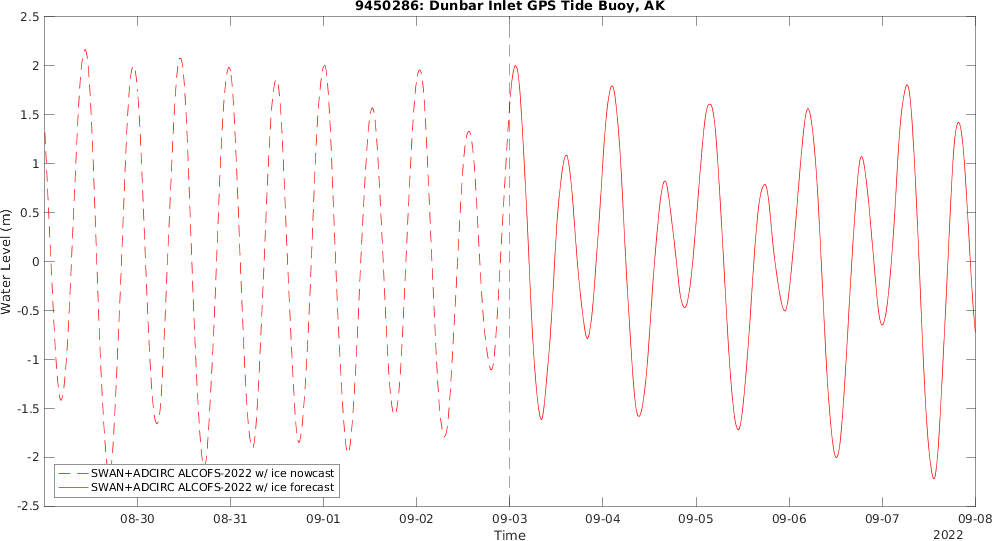 9450286: Dunbar Inlet GPS Tide Buoy, AK
2.5
2
1.5
1
0.5
0
-0.5
-1
-1.5
-2
-2.5
Water Level (m)
SWAN+ADCIRC ALCOFS-2022 w/ ice nowcast
SWAN+ADCIRC ALCOFS-2022 w/ ice forecast
08-30 08-31 09-01 09-02 09-03 09-04 09-05 09-06 09-07 09-08
Time
2022